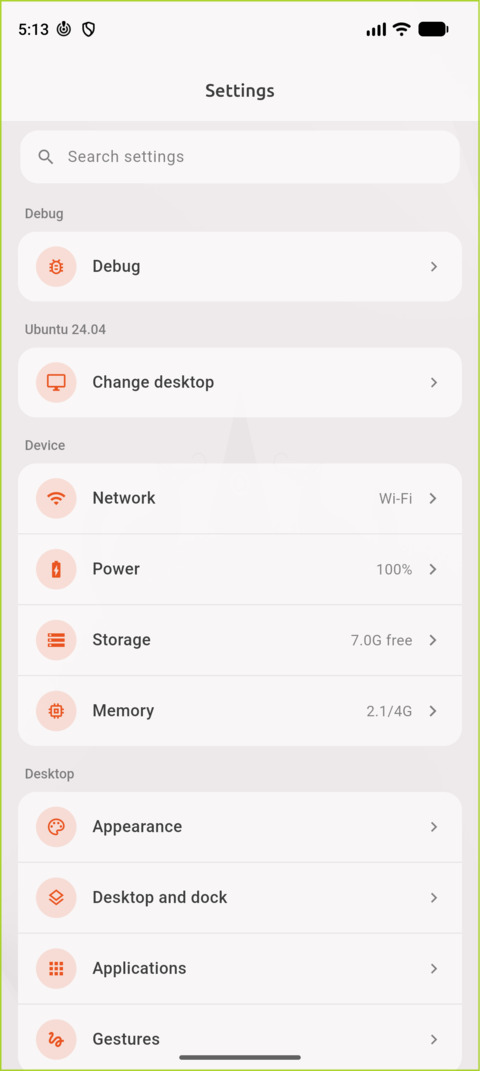 5:13
Settings
Search settings
Debug
Debug
Ubuntu 24.04
Change desktop
Device
Network Wi-Fi
Power 100%
Storage 7.0G free
Memory 2.1/4G
Desktop
Appearance
Desktop and dock
Applications
Gestures